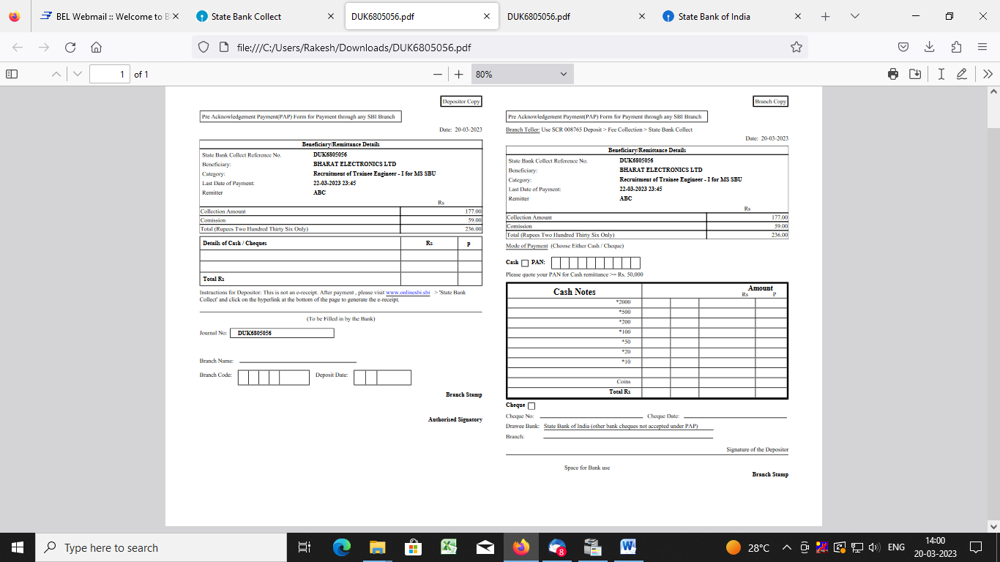 BEL Webmail :: Welcome to B
State Bank Collect
DUK6805056.pdf
DUK6805056.pdf
State Bank of India
file:///C:/Users/Rakesh/Downloads/DUK6805056.pdf
1 of 1
80%
Depositor Copy
Pre Acknowledgement Payment(PAP) Form for Payment through any SBI Branch
Date: 20-03-2023
Beneficiary/Remittance Details
State Bank Collect Reference No. DUK6805056
Beneficiary: BHARAT ELECTRONICS LTD
Category: Recruitment of Trainee Engineer - I for MS SBU
Last Date of Payment: 22-03-2023 23:45
Remitter ABC
Rs
Collection Amount 177.00
Comission 59.00
Total (Rupees Two Hundred Thirty Six Only) 236.00
Details of Cash / Cheques Rs p
Total Rs
Instructions for Depositor: This is not an e-receipt. After payment , please visit www.onlinesbi.sbi > 'State Bank
Collect' and click on the hyperlink at the bottom of the page to generate the e-receipt.
(To be Filled in by the Bank)
Journal No: DUK6805056
Branch Name:
Branch Code: Deposit Date:
Branch Stamp
Authorised Signatory
Branch Copy
Pre Acknowledgement Payment(PAP) Form for Payment through any SBI Branch
Branch Teller: Use SCR 008765 Deposit > Fee Collection > State Bank Collect
Date: 20-03-2023
Beneficiary/Remittance Details
State Bank Collect Reference No. DUK6805056
Beneficiary: BHARAT ELECTRONICS LTD
Category: Recruitment of Trainee Engineer - I for MS SBU
Last Date of Payment: 22-03-2023 23:45
Remitter ABC
Rs
Collection Amount 177.00
Comission 59.00
Total (Rupees Two Hundred Thirty Six Only) 236.00
Mode of Payment (Choose Either Cash / Cheque)
Cash PAN:
Please quote your PAN for Cash remittance >= Rs. 50,000
Cash Notes Amount
Rs P
*2000
*500
*200
*100
*50
*20
*10
Coins
Total Rs
Cheque
Cheque No: Cheque Date:
Drawee Bank: State Bank of India (other bank cheques not accepted under PAP)
Branch:
Signature of the Depositor
Space for Bank use
Branch Stamp
Type here to search
8
28°C
ENG
14:00
20-03-2023